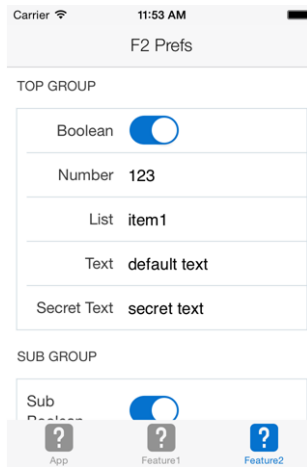 Carrier 11:53 AM
F2 Prefs
TOP GROUP
Boolean
Number 123
List item1
Text default text
Secret Text secret text
SUB GROUP
Sub
Boolean
? ? ?
App Feature1 Feature2